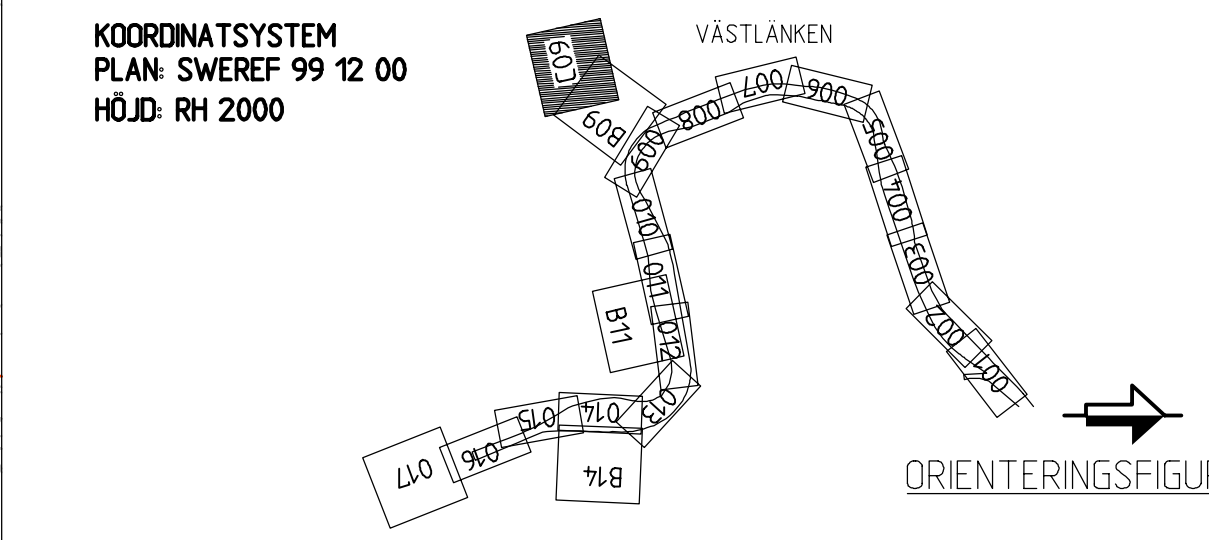 KOORDINATSYSTEM
PLAN: SWEREF 99 12 00
HÖJD: RH 2000
VÄSTLÄNKEN
C09
B09
009
008
007
006
005
004
003
002
001
010
011
B11
012
013
014
B14
015
016
017
ORIENTERINGSFIGU